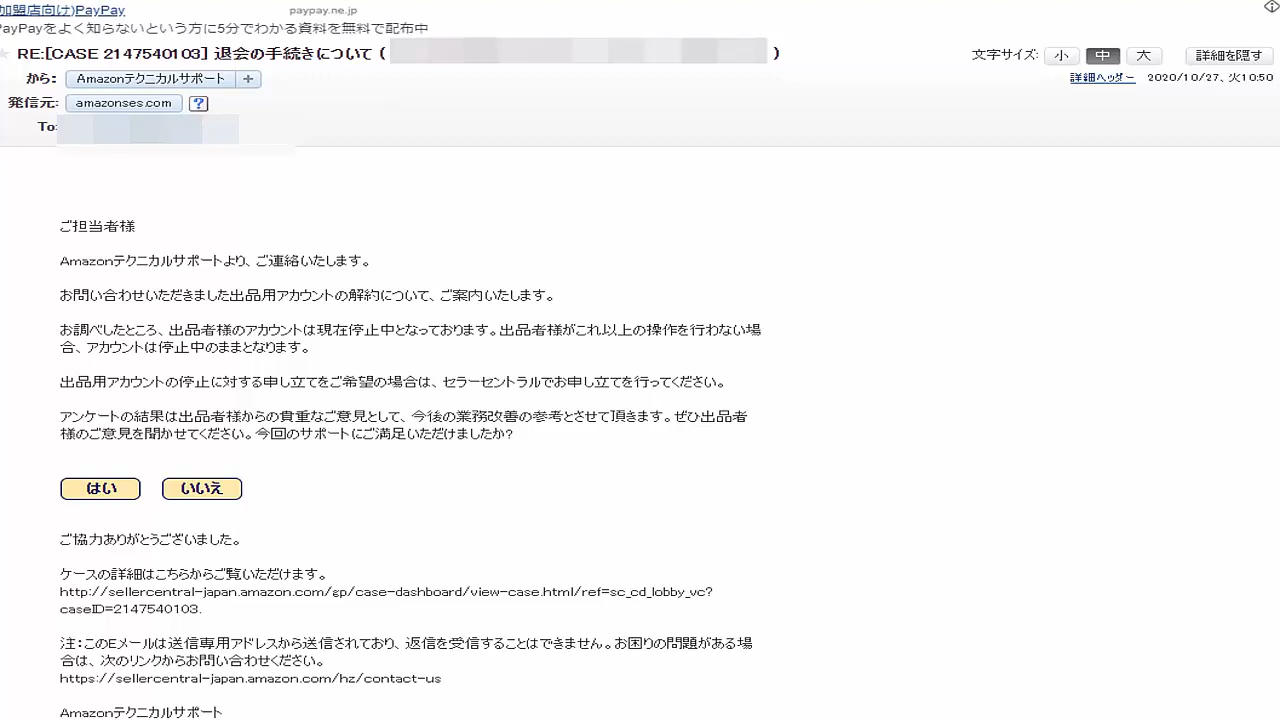 加盟店向け)PayPay
paypay.ne.jp
PayPayをよく知らないという方に5分でわかる資料を無料で配布中
RE:[CASE 2147540103] 退会の手続きについて ( )
文字サイズ: 小 中 大 詳細を隠す
から: Amazonテクニカルサポート +
詳細ヘッダー 2020/10/27、火10:50
発信元: amazonses.com ?
To:
ご担当者様
Amazonテクニカルサポートより、ご連絡いたします。
お問い合わせいただきました出品用アカウントの解約について、ご案内いたします。
お調べしたところ、出品者様のアカウントは現在停止中となっております。出品者様がこれ以上の操作を行わない場
合、アカウントは停止中のままとなります。
出品用アカウントの停止に対する申し立てをご希望の場合は、セラーセントラルでお申し立てを行ってください。
アンケートの結果は出品者様からの貴重なご意見として、今後の業務改善の参考とさせて頂きます。ぜひ出品者
様のご意見を聞かせてください。今回のサポートにご満足いただけましたか?
はい いいえ
ご協力ありがとうございました。
ケースの詳細はこちらからご覧いただけます。
http://sellercentral-japan.amazon.com/gp/case-dashboard/view-case.html/ref=sc_cd_lobby_vc?
caseID=2147540103.
注:このEメールは送信専用アドレスから送信されており、返信を受信することはできません。お困りの問題がある場
合は、次のリンクからお問い合わせください。
https://sellercentral-japan.amazon.com/hz/contact-us
Amazonテクニカルサポート